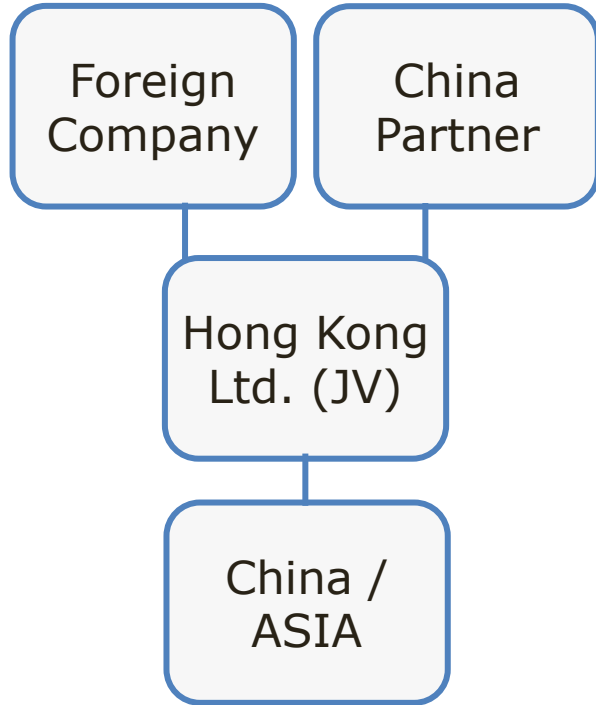 Foreign
Company
China
Partner
Hong Kong
Ltd. (JV)
China /
ASIA